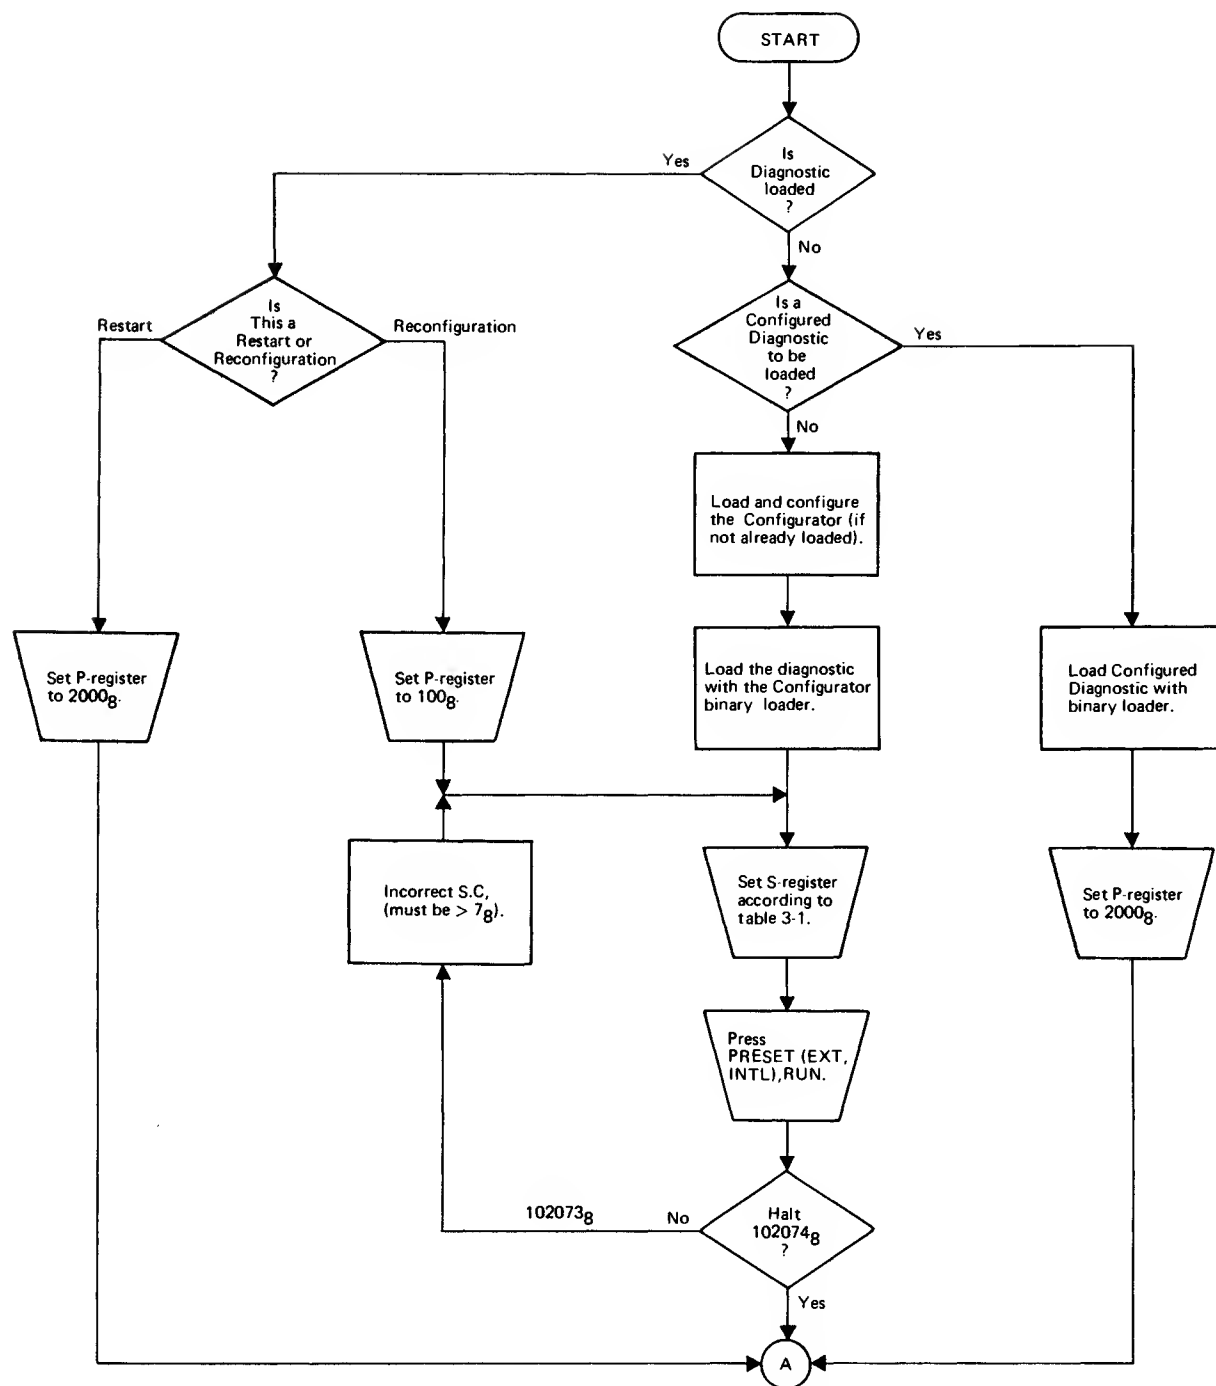 START
Is
Diagnostic
loaded
?
Yes
No
Is
This a
Restart or
Reconfiguration
?
Restart
Reconfiguration
Is a
Configured
Diagnostic
to be
loaded
?
Yes
No
Load and configure
the Configurator (if
not already loaded).
Set P-register
to 2000₈.
Set P-register
to 100₈.
Load the diagnostic
with the Configurator
binary loader.
Load Configured
Diagnostic with
binary loader.
Incorrect S.C,
(must be > 7₈).
Set S-register
according to
table 3-1.
Set P-register
to 2000₈.
Press
PRESET (EXT,
INTL),RUN.
102073₈
No
Halt
102074₈
?
Yes
A